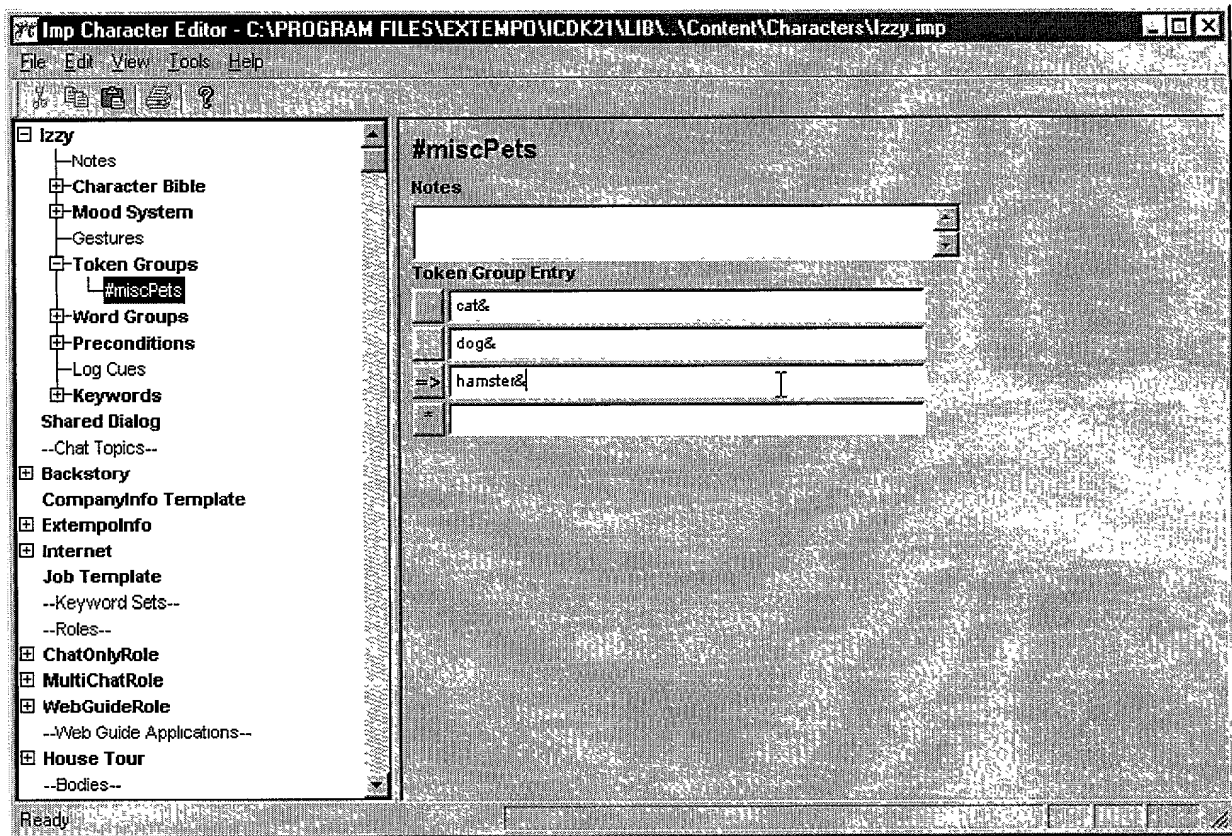 Imp Character Editor - C:\PROGRAM FILES\EXTEMPO\ICDK21\LIB\..\Content\Characters\Izzy.imp
File Edit View Tools Help
Izzy
Notes
Character Bible
Mood System
Gestures
Token Groups
#miscPets
Word Groups
Preconditions
Log Cues
Keywords
Shared Dialog
--Chat Topics--
Backstory
CompanyInfo Template
ExtempoInfo
Internet
Job Template
--Keyword Sets--
--Roles--
ChatOnlyRole
MultiChatRole
WebGuideRole
--Web Guide Applications--
House Tour
--Bodies--
#miscPets
Notes
Token Group Entry
cat&
dog&
=> hamster&
*
Ready